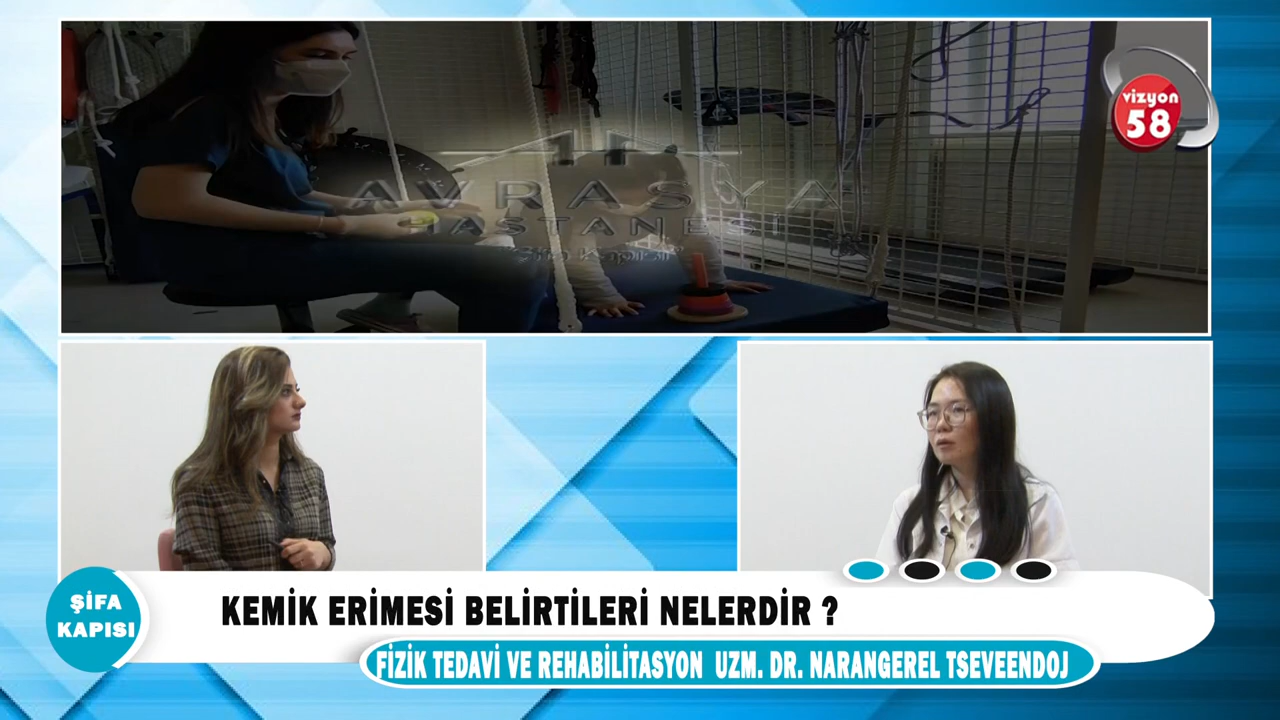 vizyon
58
AVRASYA
HASTANESİ
ŞİFA
KAPISI
KEMİK ERİMESİ BELİRTİLERİ NELERDİR ?
FİZİK TEDAVİ VE REHABİLİTASYON UZM. DR. NARANGEREL TSEVEENDOJ